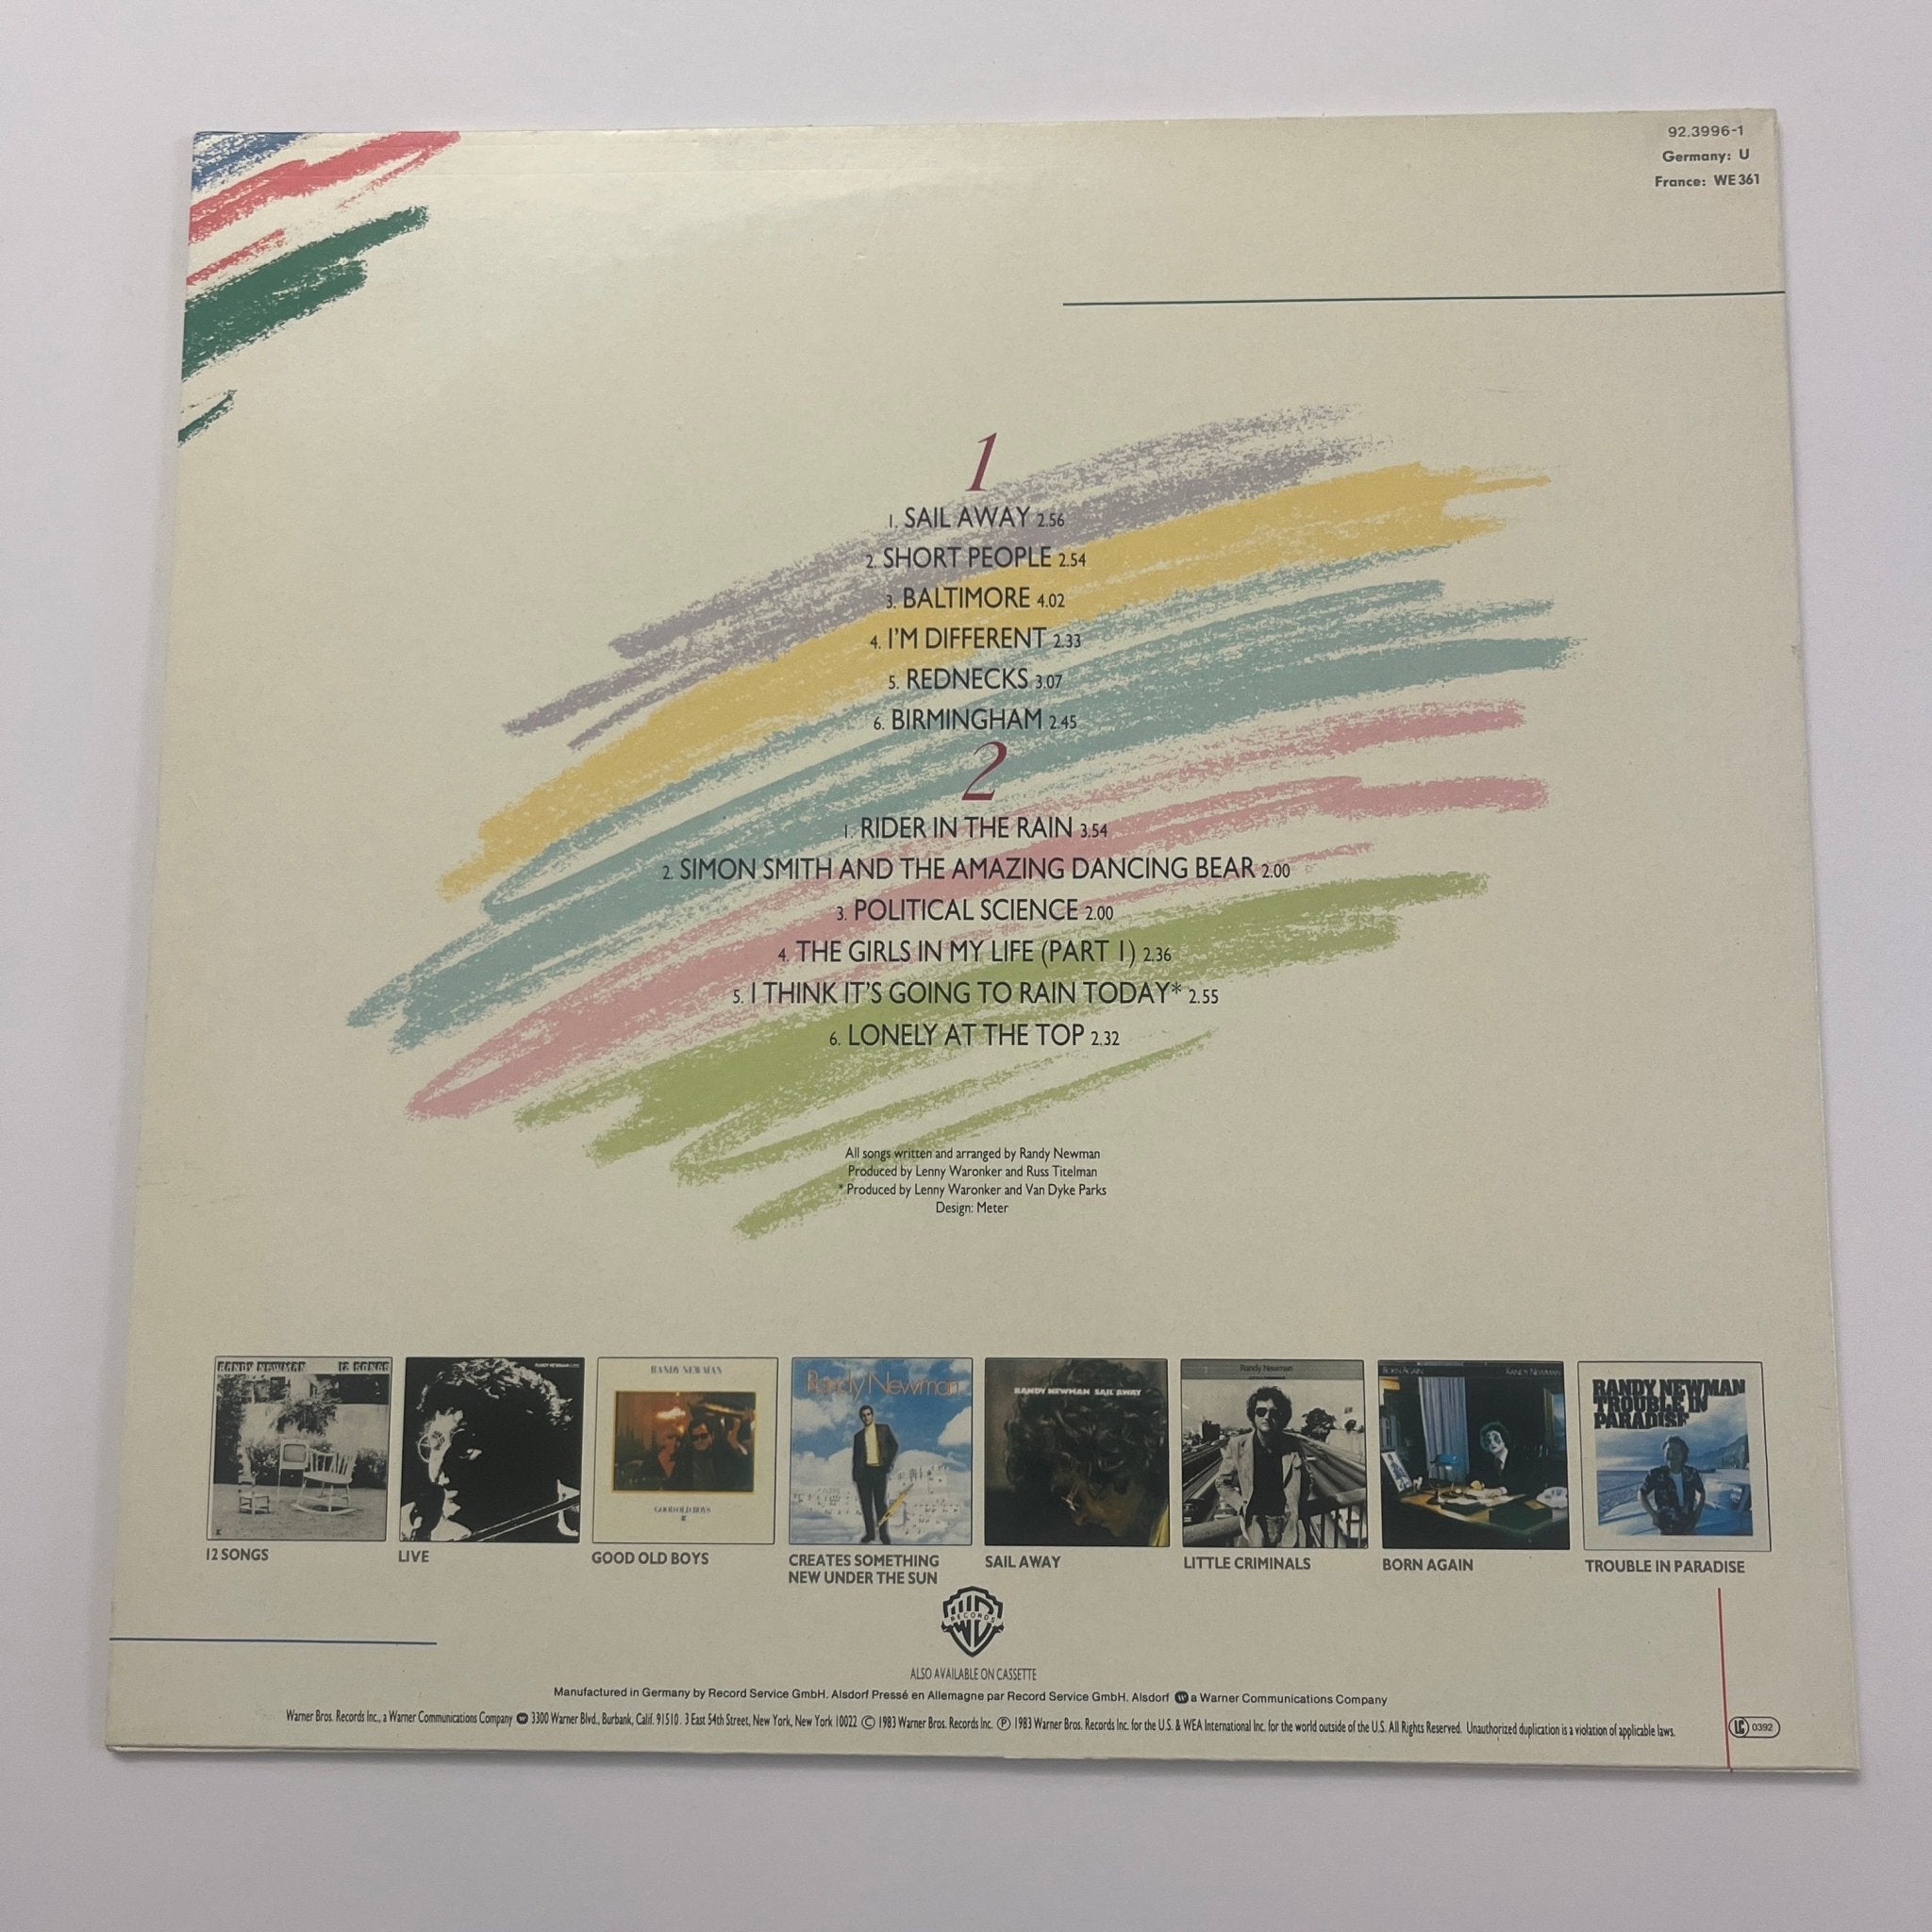 92.3996-1
Germany: U
France: WE 361
1
1. SAIL AWAY 2.56
2. SHORT PEOPLE 2.54
3. BALTIMORE 4.02
4. I'M DIFFERENT 2.33
5. REDNECKS 3.07
6. BIRMINGHAM 2.45
2
1. RIDER IN THE RAIN 3.54
2. SIMON SMITH AND THE AMAZING DANCING BEAR 2.00
3. POLITICAL SCIENCE 2.00
4. THE GIRLS IN MY LIFE (PART 1) 2.36
5. I THINK IT'S GOING TO RAIN TODAY* 2.55
6. LONELY AT THE TOP 2.32
All songs written and arranged by Randy Newman
Produced by Lenny Waronker and Russ Titelman
* Produced by Lenny Waronker and Van Dyke Parks
Design: Meter
RANDY NEWMAN 12 SONGS
RANDY NEWMAN
RANDY NEWMAN
GOOD OLD BOYS
Randy Newman
RANDY NEWMAN SAIL AWAY
Randy Newman
BORN AGAIN RANDY NEWMAN
RANDY NEWMAN
TROUBLE IN
PARADISE
12 SONGS
LIVE
GOOD OLD BOYS
CREATES SOMETHING
NEW UNDER THE SUN
SAIL AWAY
LITTLE CRIMINALS
BORN AGAIN
TROUBLE IN PARADISE
RECORDS
ALSO AVAILABLE ON CASSETTE
Manufactured in Germany by Record Service GmbH. Alsdorf Pressé en Allemagne par Record Service GmbH. Alsdorf W a Warner Communications Company
Warner Bros. Records Inc., a Warner Communications Company W 3300 Warner Blvd., Burbank, Calif. 91510. 3 East 54th Street, New York, New York 10022 © 1983 Warner Bros. Records Inc. ℗ 1983 Warner Bros. Records Inc. for the U.S. & WEA International Inc. for the world outside of the U.S. All Rights Reserved. Unauthorized duplication is a violation of applicable laws.
LC 0392